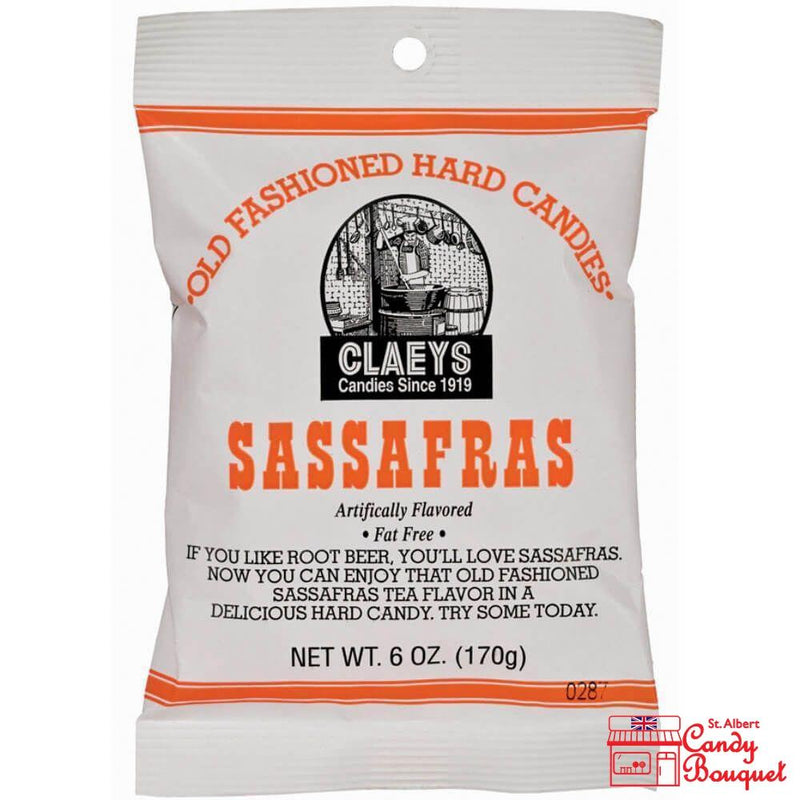 •OLD FASHIONED HARD CANDIES•
CLAEYS
Candies Since 1919
SASSAFRAS
Artifically Flavored
• Fat Free •
IF YOU LIKE ROOT BEER, YOU'LL LOVE SASSAFRAS.
NOW YOU CAN ENJOY THAT OLD FASHIONED
SASSAFRAS TEA FLAVOR IN A
DELICIOUS HARD CANDY. TRY SOME TODAY.
NET WT. 6 OZ. (170g)
0287
St. Albert
Candy
Bouquet